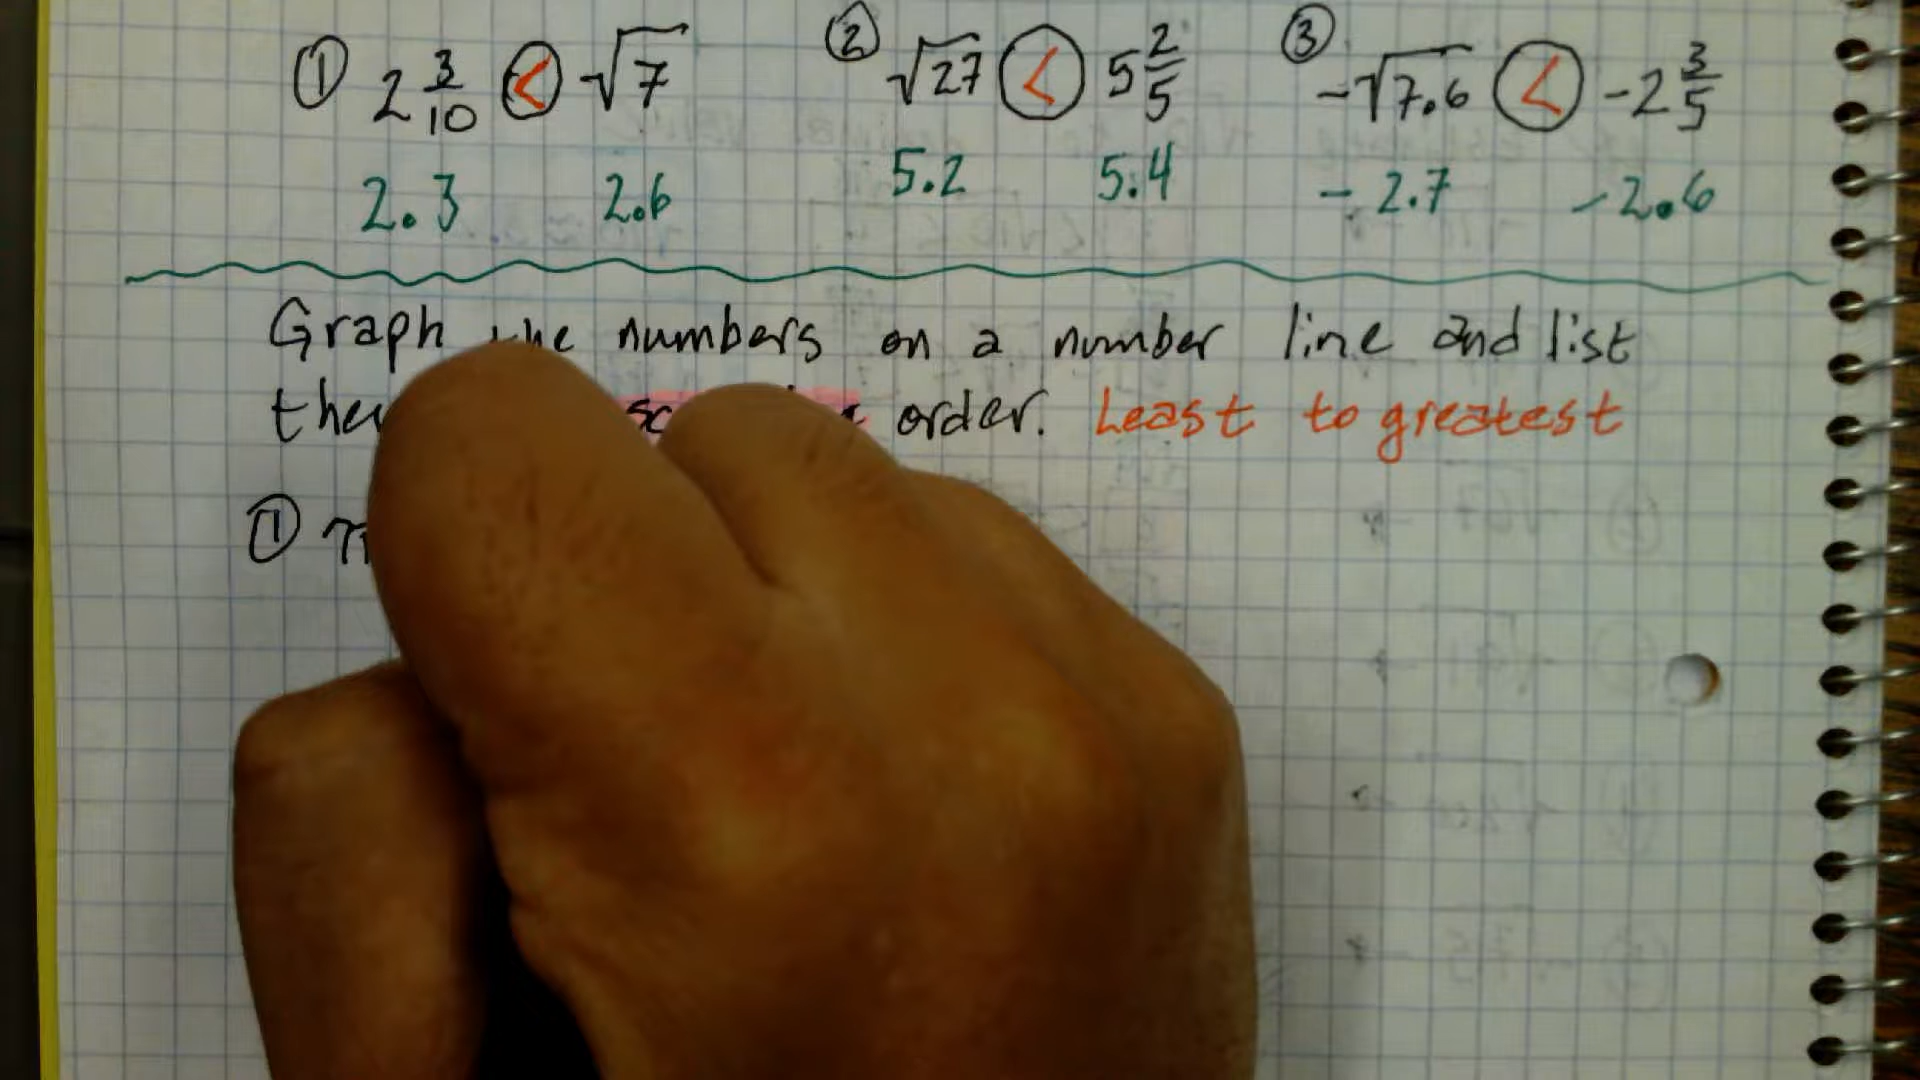 ① 2 3/10 < √7 ② √27 < 5 2/5 ③ -√7.6 < -2 3/5
2.3 2.6 5.2 5.4 -2.7 -2.6
Graph the numbers on a number line and list
order. Least to greatest
① π